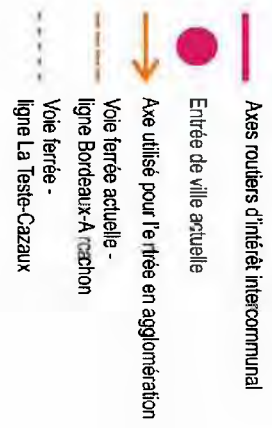 Axes routiers d'intérêt intercommunal
Entrée de ville actuelle
Axe utilisé pour l'entrée en agglomération
Voie ferrée actuelle -
ligne Bordeaux-Arcachon
Voie ferrée -
ligne La Teste-Cazaux